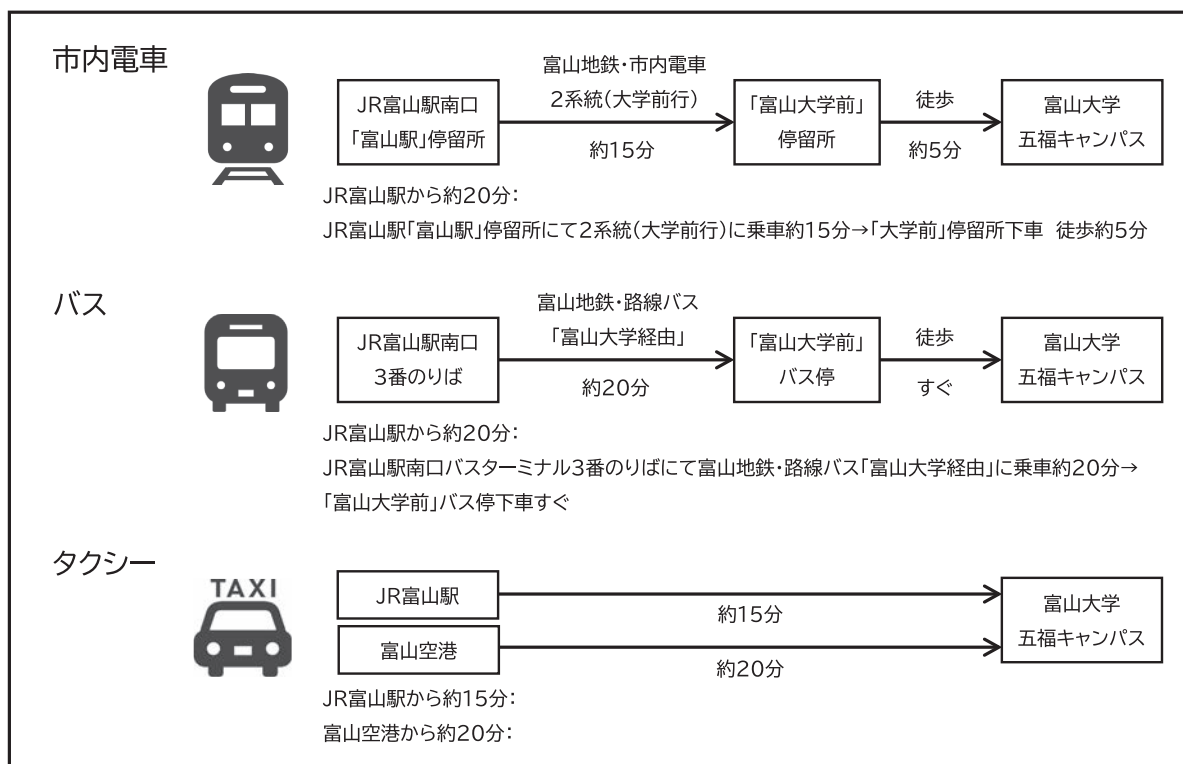 市内電車
JR富山駅南口
「富山駅」停留所
富山地鉄・市内電車
2系統(大学前行)
約15分
「富山大学前」
停留所
徒歩
約5分
富山大学
五福キャンパス
JR富山駅から約20分:
JR富山駅「富山駅」停留所にて2系統(大学前行)に乗車約15分→「大学前」停留所下車 徒歩約5分
バス
JR富山駅南口
3番のりば
富山地鉄・路線バス
「富山大学経由」
約20分
「富山大学前」
バス停
徒歩
すぐ
富山大学
五福キャンパス
JR富山駅から約20分:
JR富山駅南口バスターミナル3番のりばにて富山地鉄・路線バス「富山大学経由」に乗車約20分→
「富山大学前」バス停下車すぐ
タクシー
TAXI
JR富山駅
約15分
富山空港
約20分
富山大学
五福キャンパス
JR富山駅から約15分:
富山空港から約20分: